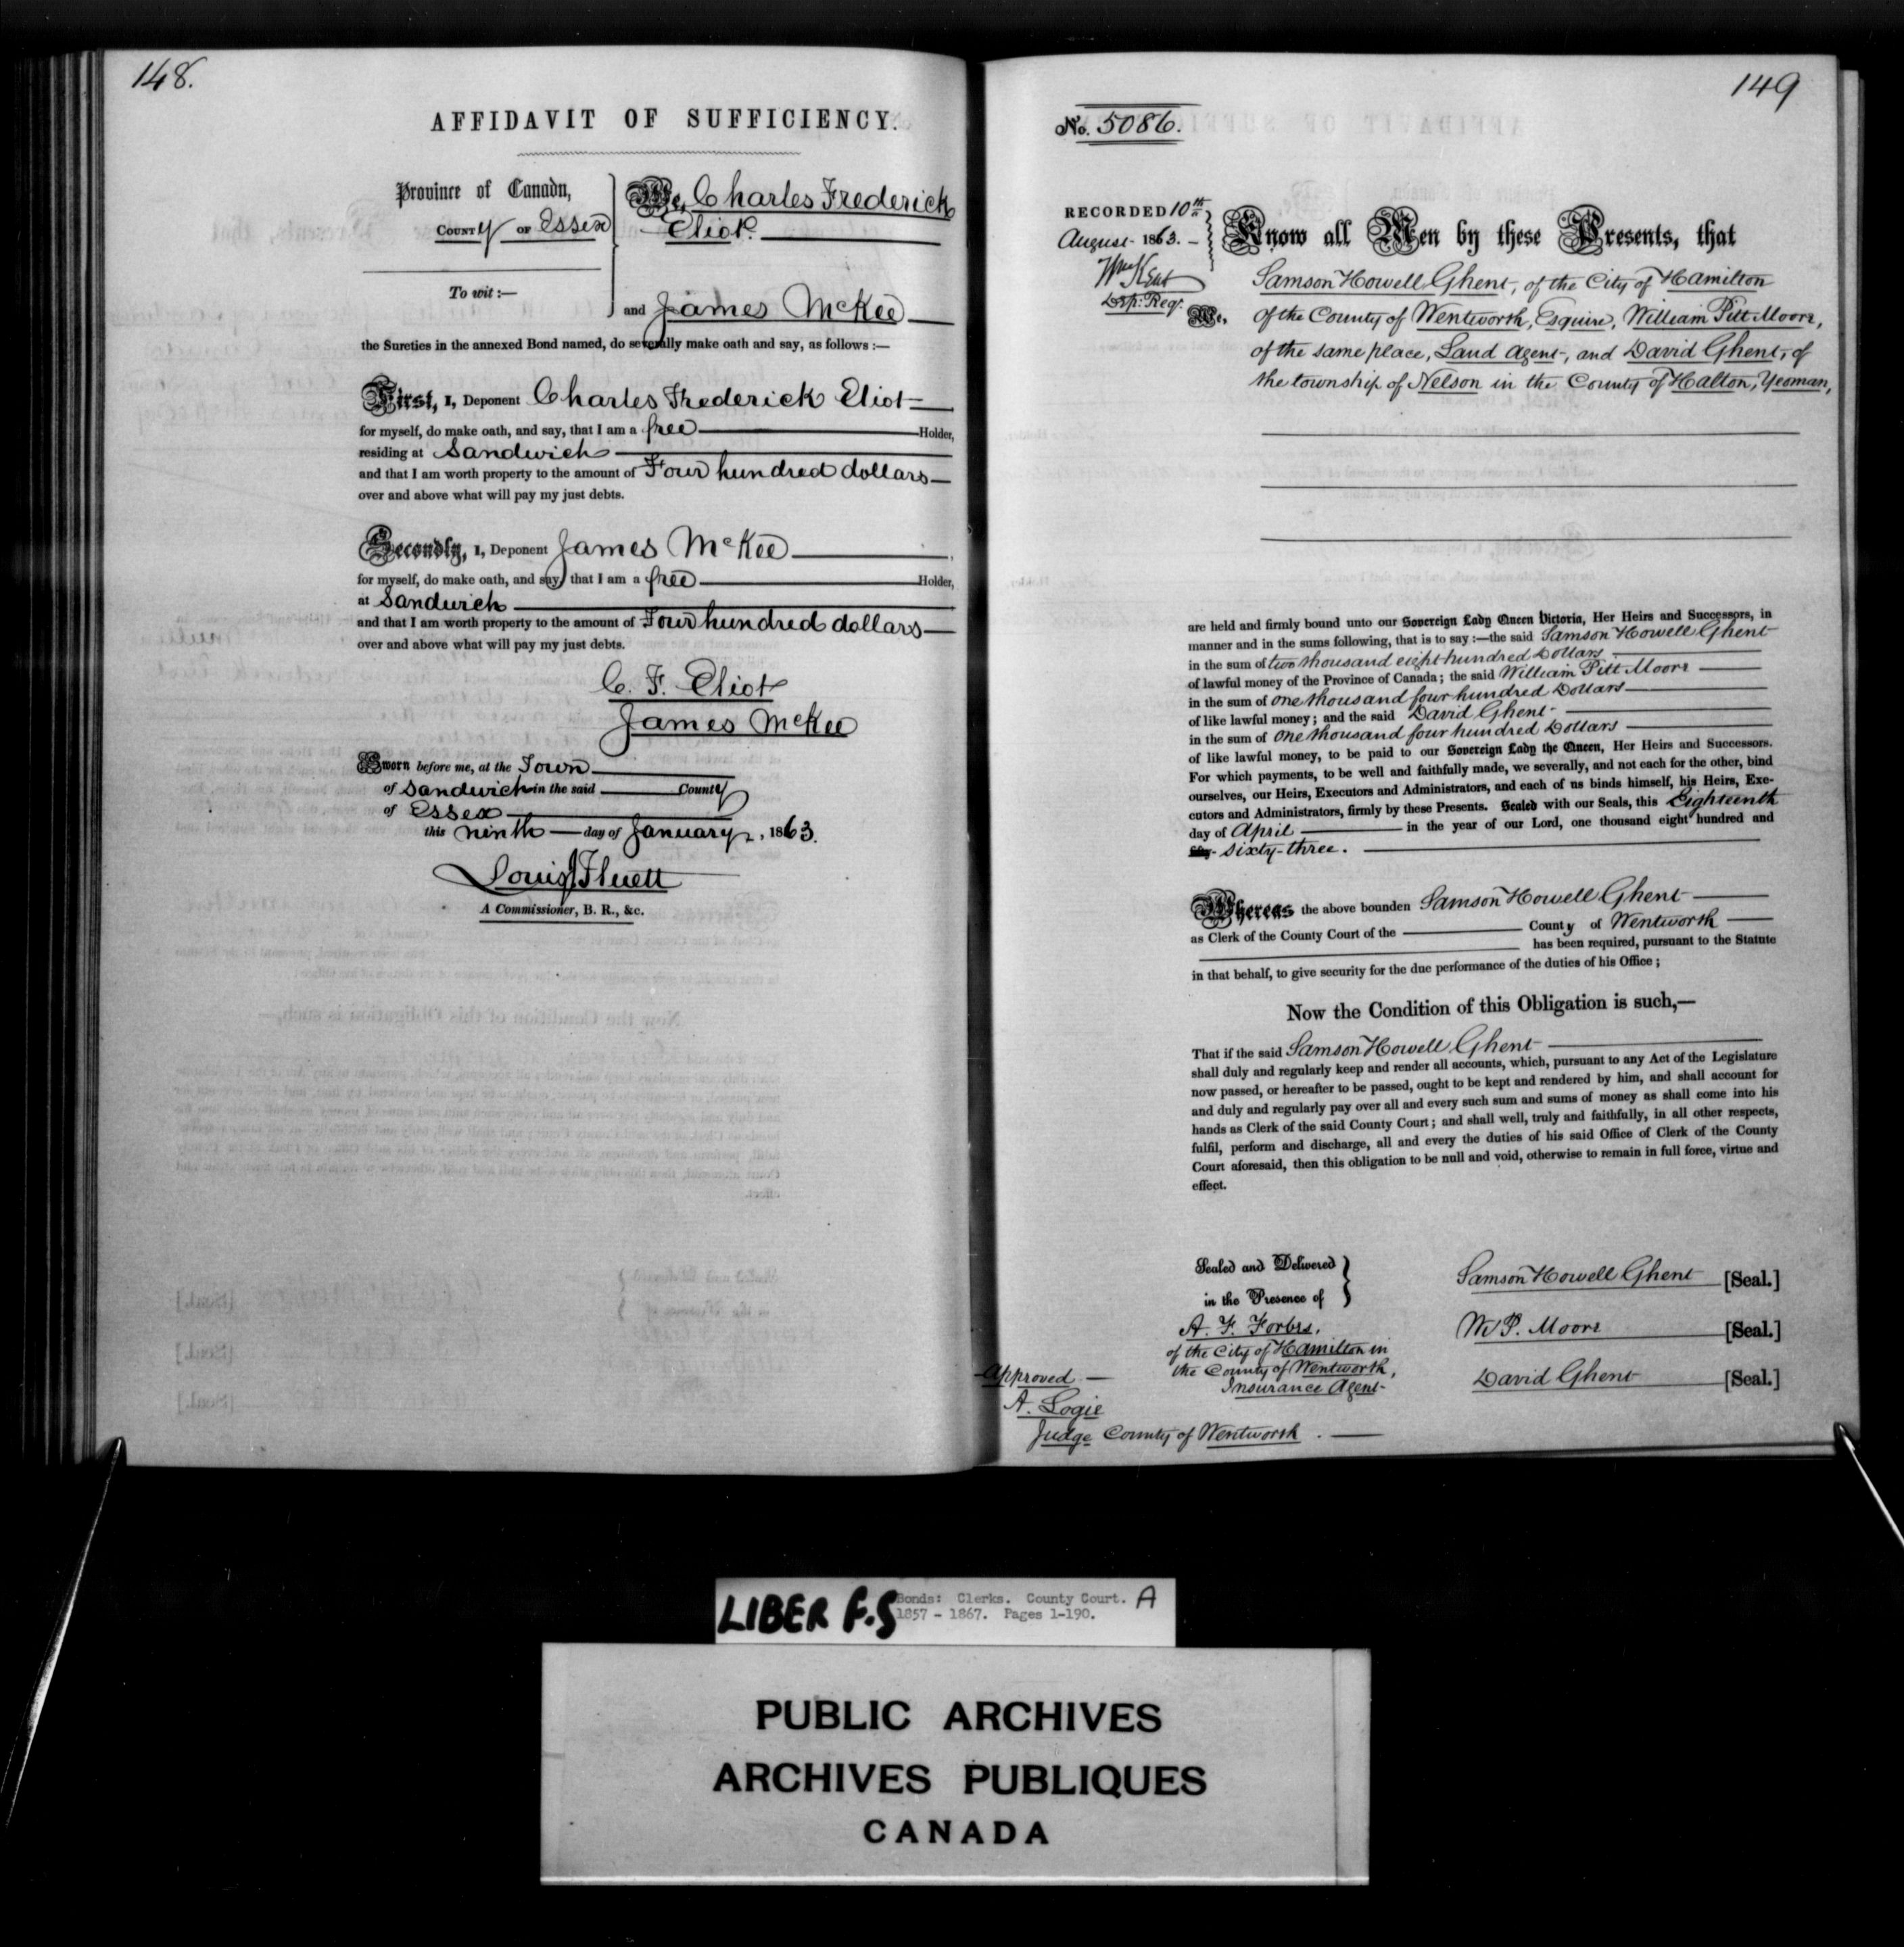 148.
AFFIDAVIT OF SUFFICIENCY.
Province of Canada,
COUNTY OF Essex
To wit:—
We, Charles Frederick
Eliot.
and James McKee
the Sureties in the annexed Bond named, do severally make oath and say, as follows :—
First, I, Deponent Charles Frederick Eliot
for myself, do make oath, and say, that I am a free Holder,
residing at Sandwich
and that I am worth property to the amount of Four hundred dollars
over and above what will pay my just debts.
Secondly, I, Deponent James McKee
for myself, do make oath, and say, that I am a free Holder,
at Sandwich
and that I am worth property to the amount of Four hundred dollars
over and above what will pay my just debts.
C. F. Eliot
James McKee
Sworn before me, at the Town
of Sandwich in the said County
of Essex
this ninth day of January, 1863.
Louis J Fluett
A Commissioner, B. R., &c.
149
No. 5086.
RECORDED 10th
August 1863.
Wm Kent
Dep: Reg:
Know all Men by these Presents, that
We,
Samson Howell Ghent, of the City of Hamilton
of the County of Wentworth, Esquire, William Pitt Moore,
of the same place, Land Agent, and David Ghent, of
the township of Nelson in the County of Halton, Yeoman,
are held and firmly bound unto our Sovereign Lady Queen Victoria, Her Heirs and Successors, in
manner and in the sums following, that is to say :—the said Samson Howell Ghent
in the sum of two thousand eight hundred Dollars
of lawful money of the Province of Canada; the said William Pitt Moore
in the sum of one thousand four hundred Dollars
of like lawful money; and the said David Ghent
in the sum of one thousand four hundred Dollars
of like lawful money, to be paid to our Sovereign Lady the Queen, Her Heirs and Successors.
For which payments, to be well and faithfully made, we severally, and not each for the other, bind
ourselves, our Heirs, Executors and Administrators, and each of us binds himself, his Heirs, Exe-
cutors and Administrators, firmly by these Presents. Sealed with our Seals, this Eighteenth
day of April in the year of our Lord, one thousand eight hundred and
fifty- sixty-three.
Whereas the above bounden Samson Howell Ghent
as Clerk of the County Court of the County of Wentworth
has been required, pursuant to the Statute
in that behalf, to give security for the due performance of the duties of his Office ;
Now the Condition of this Obligation is such,—
That if the said Samson Howell Ghent
shall duly and regularly keep and render all accounts, which, pursuant to any Act of the Legislature
now passed, or hereafter to be passed, ought to be kept and rendered by him, and shall account for
and duly and regularly pay over all and every such sum and sums of money as shall come into his
hands as Clerk of the said County Court ; and shall well, truly and faithfully, in all other respects,
fulfil, perform and discharge, all and every the duties of his said Office of Clerk of the County
Court aforesaid, then this obligation to be null and void, otherwise to remain in full force, virtue and
effect.
Sealed and Delivered
in the Presence of
A. F. Forbes,
of the City of Hamilton in
the County of Wentworth,
Insurance Agent
Samson Howell Ghent [Seal.]
W P. Moore [Seal.]
David Ghent [Seal.]
Approved
A. Logie
Judge County of Wentworth.
LIBER F.S
Bonds: Clerks. County Court. A
1857 - 1867. Pages 1-190.
PUBLIC ARCHIVES
ARCHIVES PUBLIQUES
CANADA